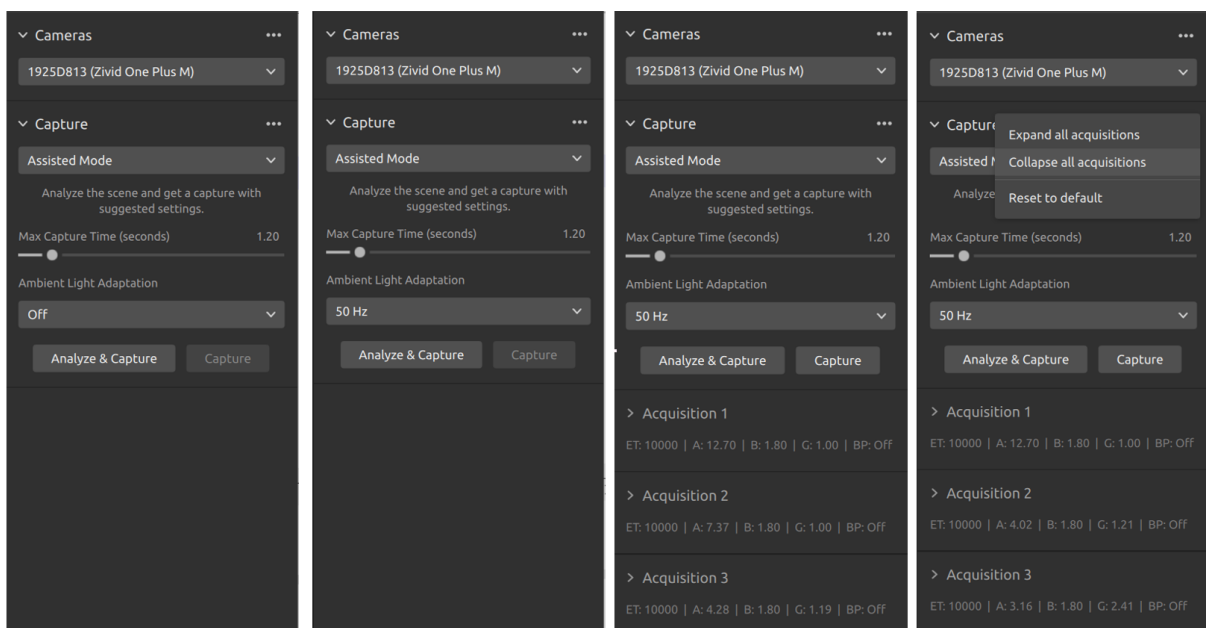 Cameras
1925D813 (Zivid One Plus M)
Capture
Assisted Mode
Analyze the scene and get a capture with
suggested settings.
Max Capture Time (seconds) 1.20
Ambient Light Adaptation
Off
Analyze & Capture Capture
Cameras
1925D813 (Zivid One Plus M)
Capture
Assisted Mode
Analyze the scene and get a capture with
suggested settings.
Max Capture Time (seconds) 1.20
Ambient Light Adaptation
50 Hz
Analyze & Capture Capture
Cameras
1925D813 (Zivid One Plus M)
Capture
Assisted Mode
Analyze the scene and get a capture with
suggested settings.
Max Capture Time (seconds) 1.20
Ambient Light Adaptation
50 Hz
Analyze & Capture Capture
Acquisition 1
ET: 10000 | A: 12.70 | B: 1.80 | G: 1.00 | BP: Off
Acquisition 2
ET: 10000 | A: 7.37 | B: 1.80 | G: 1.00 | BP: Off
Acquisition 3
ET: 10000 | A: 4.28 | B: 1.80 | G: 1.19 | BP: Off
Cameras
1925D813 (Zivid One Plus M)
Capture
Expand all acquisitions
Assisted M
Collapse all acquisitions
Analyze
Reset to default
Max Capture Time (seconds) 1.20
Ambient Light Adaptation
50 Hz
Analyze & Capture Capture
Acquisition 1
ET: 10000 | A: 12.70 | B: 1.80 | G: 1.00 | BP: Off
Acquisition 2
ET: 10000 | A: 4.02 | B: 1.80 | G: 1.21 | BP: Off
Acquisition 3
ET: 10000 | A: 3.16 | B: 1.80 | G: 2.41 | BP: Off